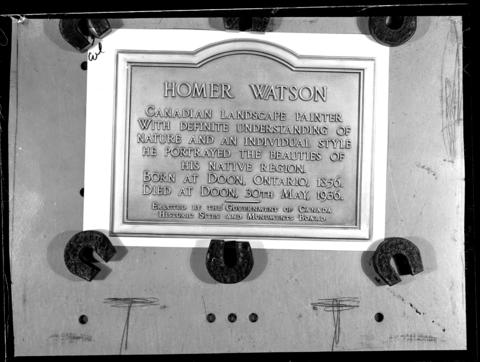 HOMER WATSON
CANADIAN LANDSCAPE PAINTER
WITH DEFINITE UNDERSTANDING OF
NATURE AND AN INDIVIDUAL STYLE
HE PORTRAYED THE BEAUTIES OF
HIS NATIVE REGION.
BORN AT DOON, ONTARIO, 1856.
DIED AT DOON, 30TH MAY, 1936.
ERECTED BY THE GOVERNMENT OF CANADA
HISTORIC SITES AND MONUMENTS BOARD